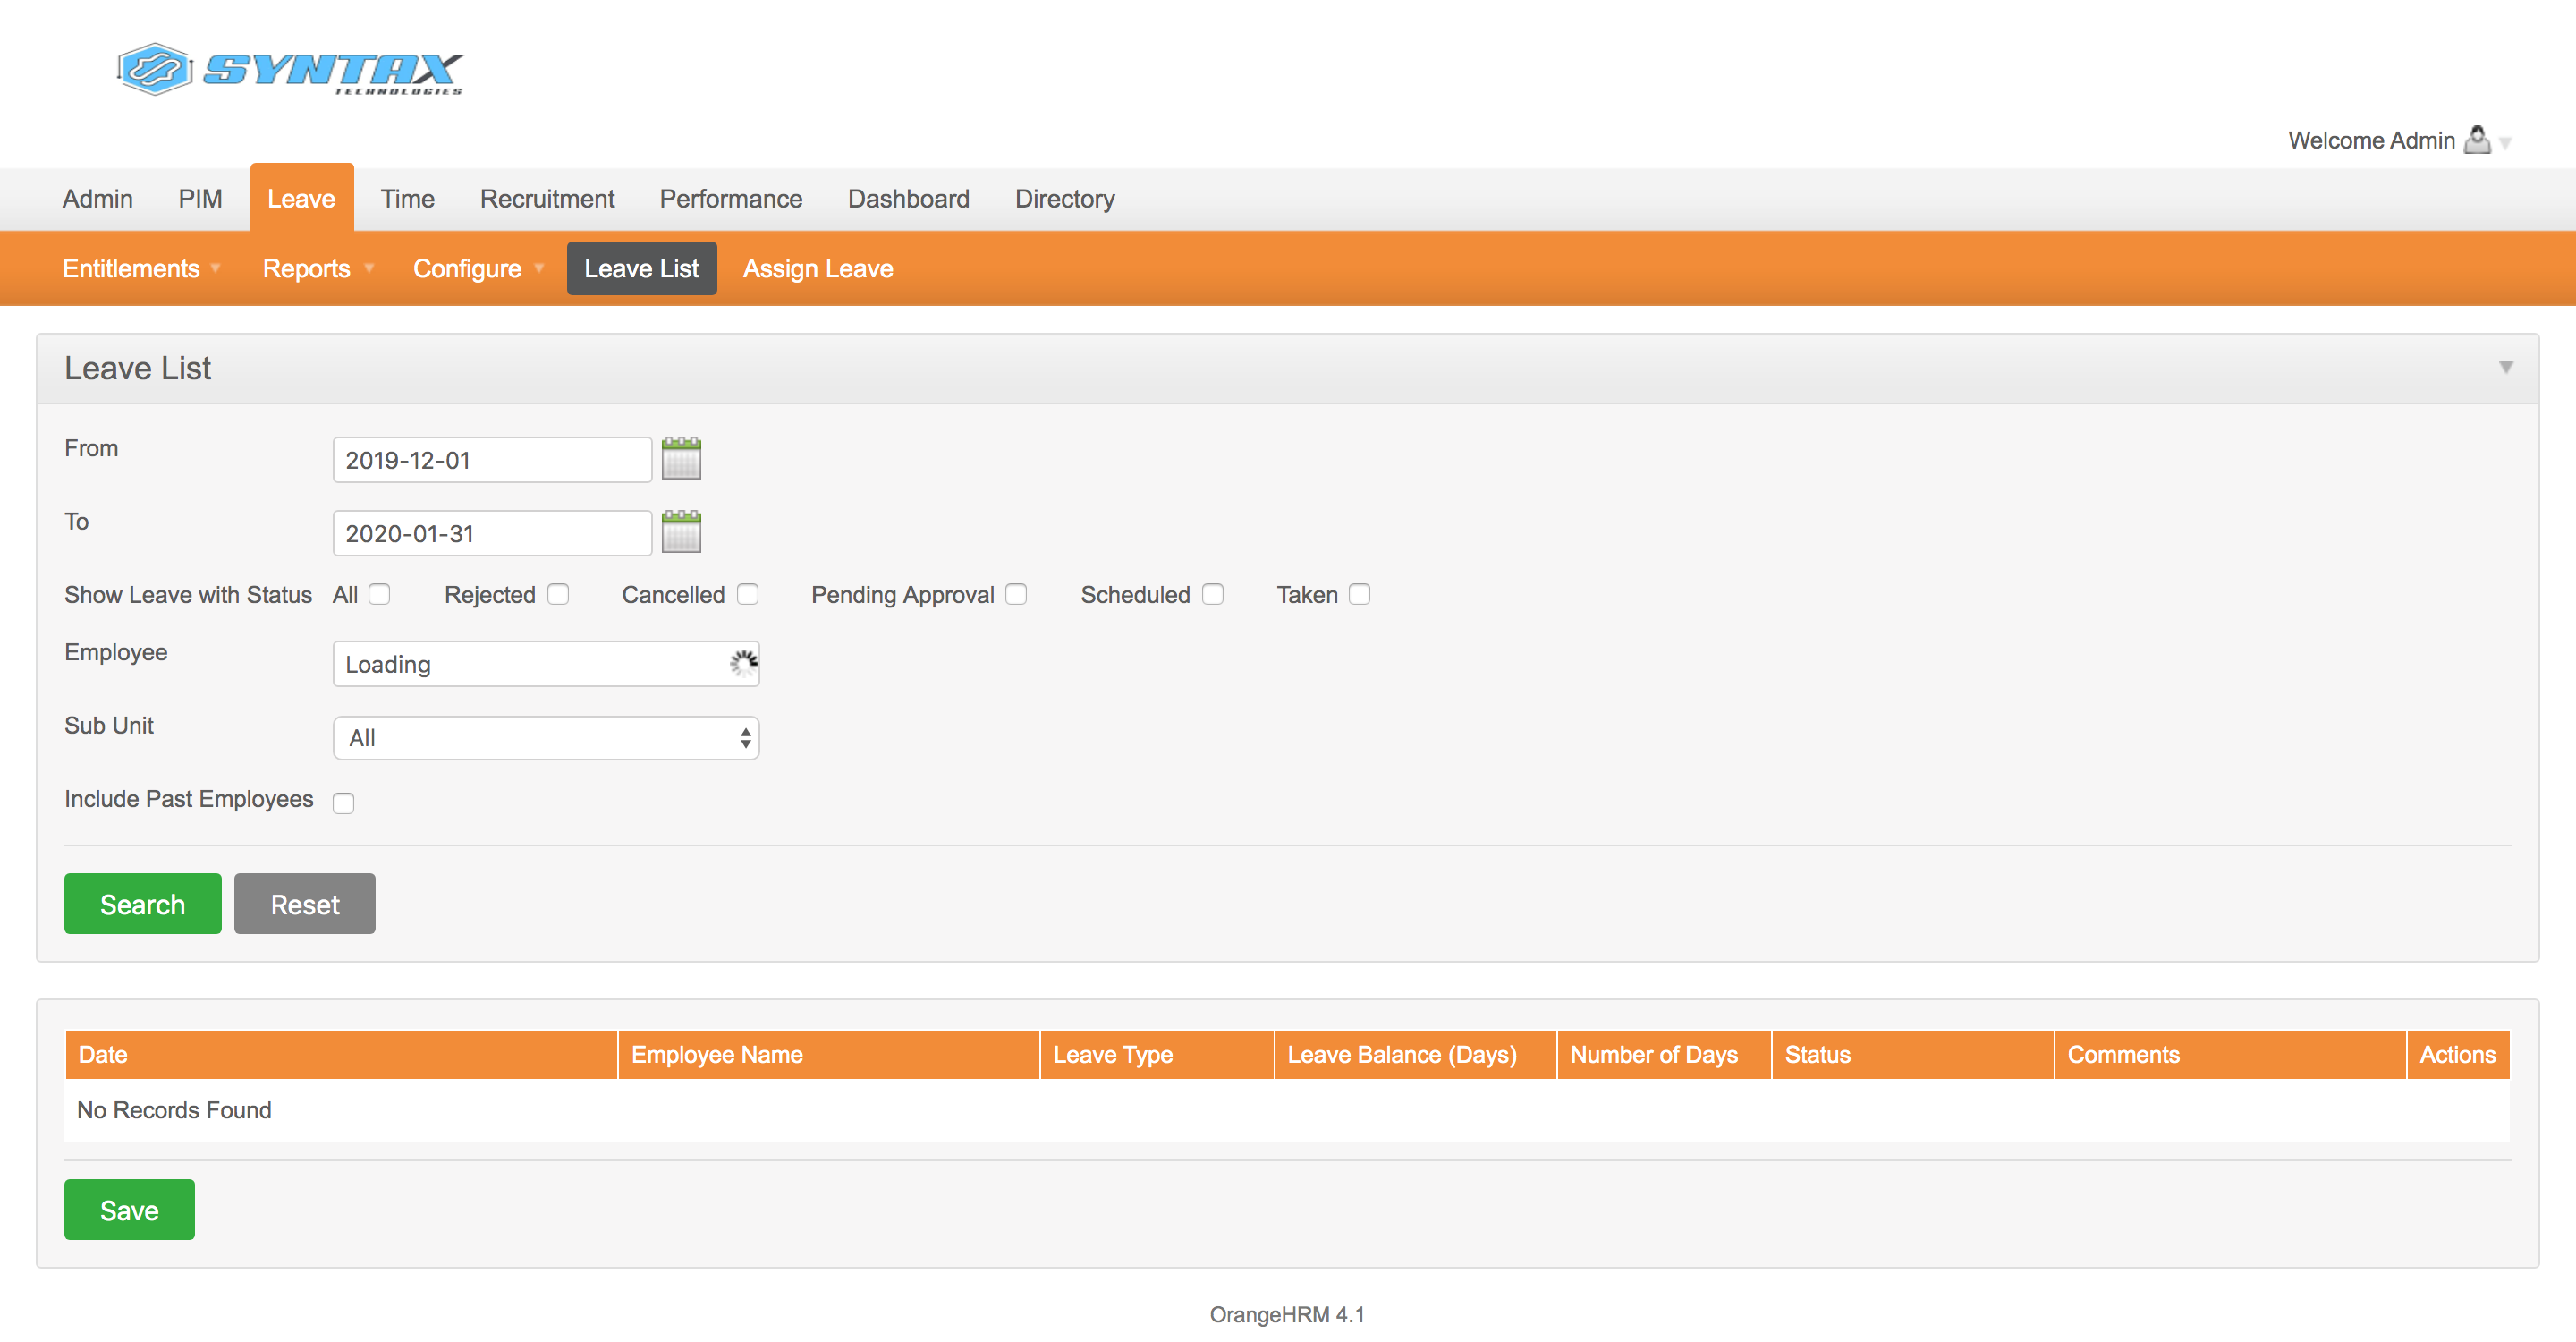 SYNTAX
TECHNOLOGIES
Welcome Admin
Admin PIM Leave Time Recruitment Performance Dashboard Directory
Entitlements Reports Configure Leave List Assign Leave
Leave List
From 2019-12-01
To 2020-01-31
Show Leave with Status All Rejected Cancelled Pending Approval Scheduled Taken
Employee Loading
Sub Unit All
Include Past Employees
Search Reset
Date Employee Name Leave Type Leave Balance (Days) Number of Days Status Comments Actions
No Records Found
Save
OrangeHRM 4.1